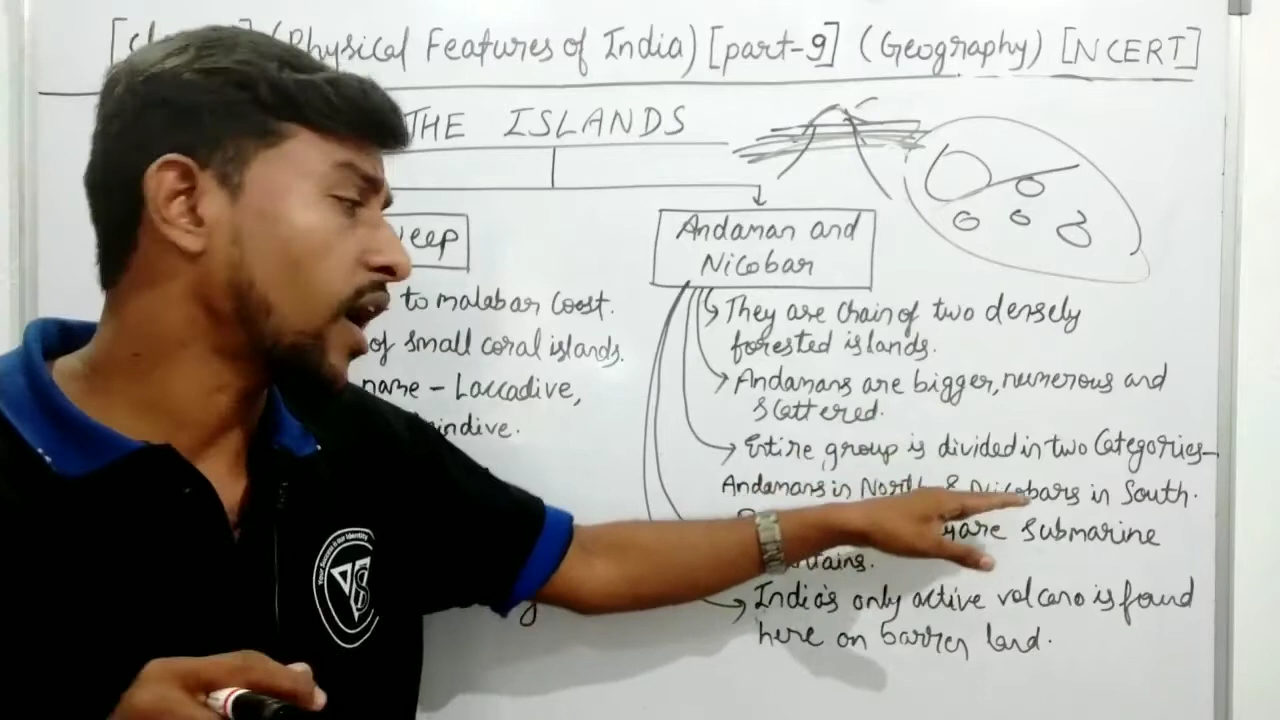 (Physical Features of India) [part-9] (Geography) [NCERT]
THE ISLANDS
Andaman and
Nicobar
to malabar Coest.
of small coral islands.
name - Laccadive,
They are chain of two densely
forested islands.
Andamans are bigger, numerous and
scattered.
Entire group is divided in two Categories-
Andamans in North & Nicobars in South.
are submarine
India's only active volcano is found
here on barren land.